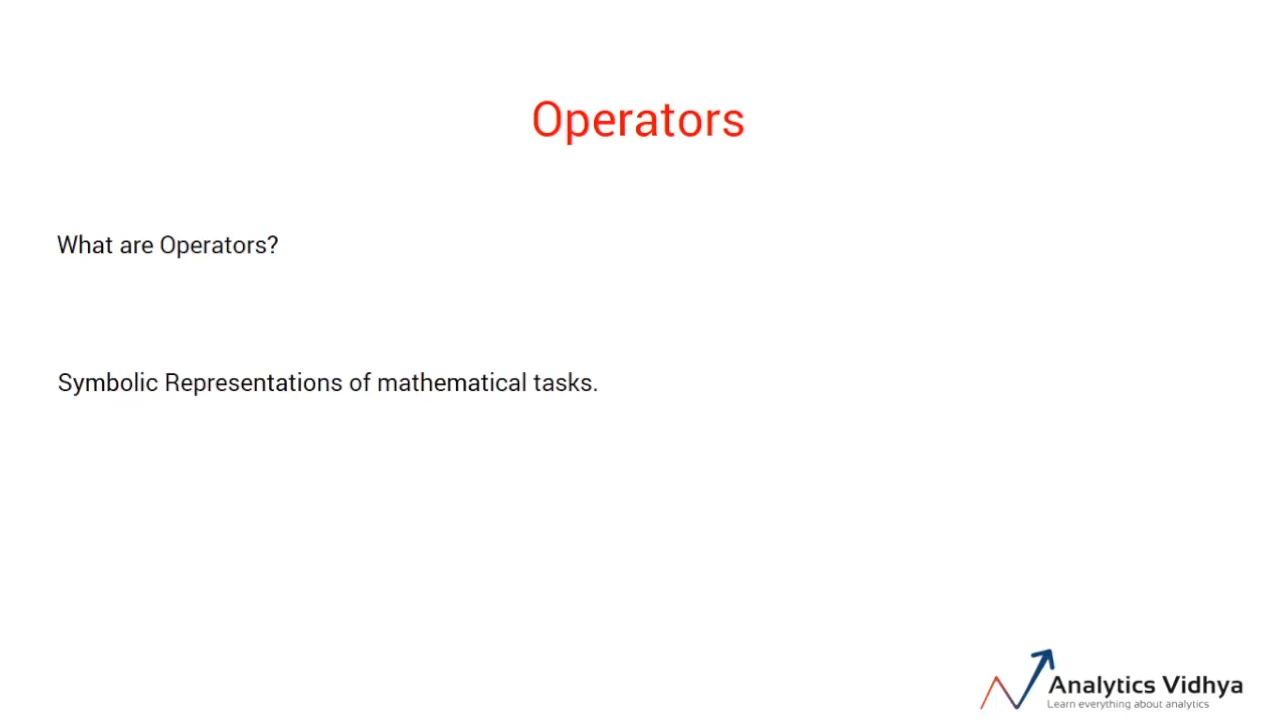 Operators
What are Operators?
Symbolic Representations of mathematical tasks.
Analytics Vidhya
Learn everything about analytics